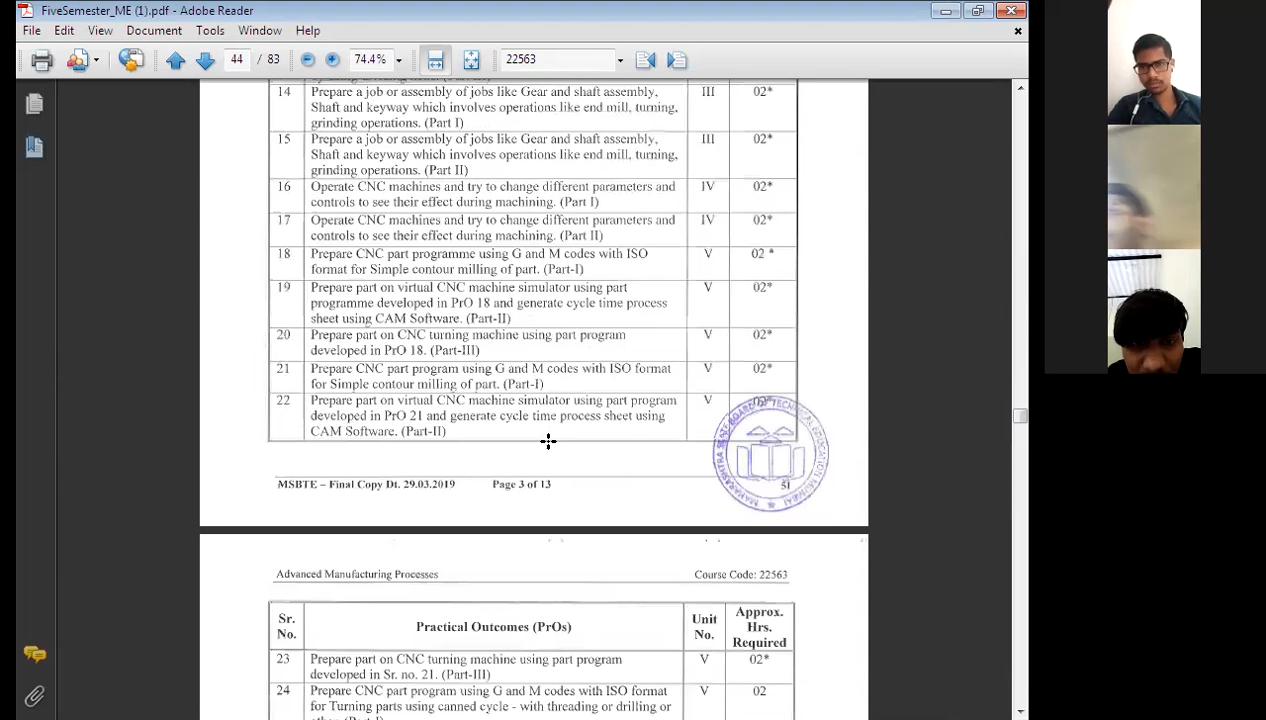 FiveSemester_ME (1).pdf - Adobe Reader
File Edit View Document Tools Window Help
44 / 83 74.4% 22563
14 Prepare a job or assembly of jobs like Gear and shaft assembly, III 02*
Shaft and keyway which involves operations like end mill, turning,
grinding operations. (Part I)
15 Prepare a job or assembly of jobs like Gear and shaft assembly, III 02*
Shaft and keyway which involves operations like end mill, turning,
grinding operations. (Part II)
16 Operate CNC machines and try to change different parameters and IV 02*
controls to see their effect during machining. (Part I)
17 Operate CNC machines and try to change different parameters and IV 02*
controls to see their effect during machining. (Part II)
18 Prepare CNC part programme using G and M codes with ISO V 02 *
format for Simple contour milling of part. (Part-I)
19 Prepare part on virtual CNC machine simulator using part V 02*
programme developed in PrO 18 and generate cycle time process
sheet using CAM Software. (Part-II)
20 Prepare part on CNC turning machine using part program V 02*
developed in PrO 18. (Part-III)
21 Prepare CNC part program using G and M codes with ISO format V 02*
for Simple contour milling of part. (Part-I)
22 Prepare part on virtual CNC machine simulator using part program V 02*
developed in PrO 21 and generate cycle time process sheet using
CAM Software. (Part-II)
MAHARASHTRA STATE BOARD OF TECHNICAL EDUCATION MUMBAI
MSBTE – Final Copy Dt. 29.03.2019 Page 3 of 13 51
Advanced Manufacturing Processes Course Code: 22563
Sr. No. Practical Outcomes (PrOs) Unit No. Approx. Hrs. Required
23 Prepare part on CNC turning machine using part program V 02*
developed in Sr. no. 21. (Part-III)
24 Prepare CNC part program using G and M codes with ISO format V 02
for Turning parts using canned cycle - with threading or drilling or